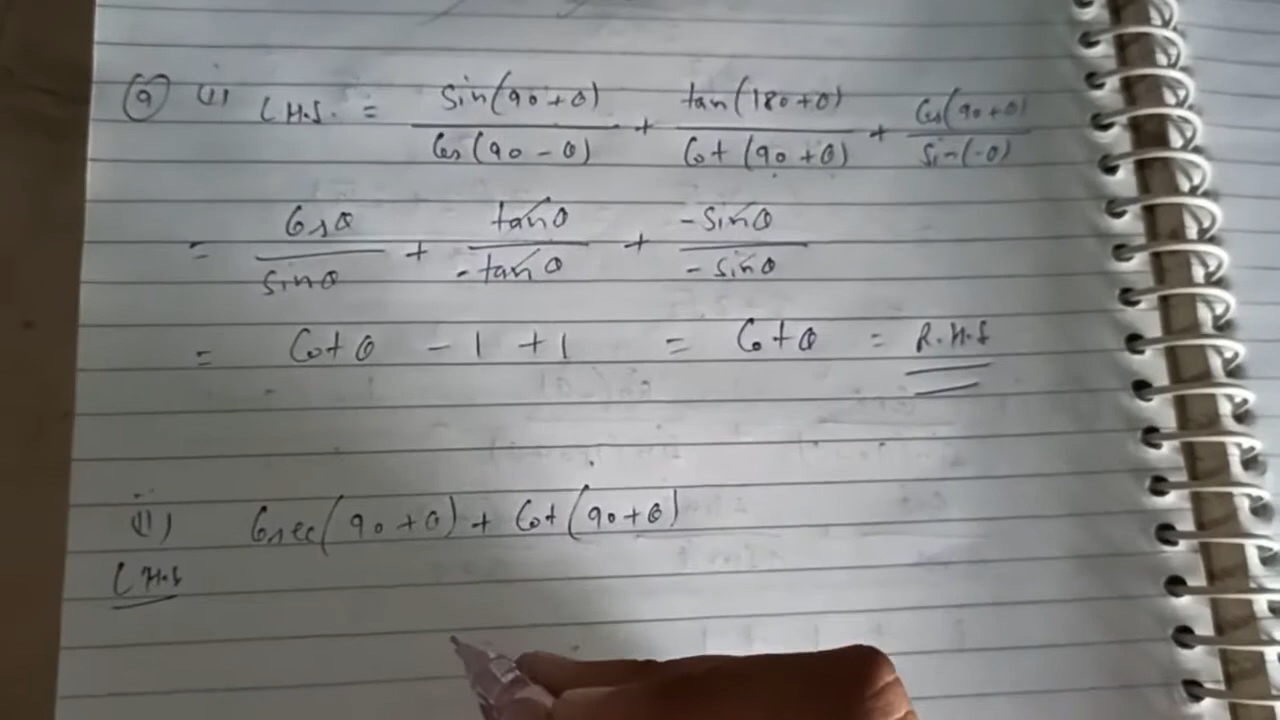 9 (i) L.H.S. = sin(90+θ)/Cos(90-θ) + tan(180+θ)/Cot(90+θ) + Cos(90+θ)/sin(-θ)
= Cosθ/sinθ + tanθ/-tanθ + -sinθ/-sinθ
= Cotθ - 1 + 1 = Cotθ = R.H.S
(ii) Cosec(90+θ) + Cot(90+θ)
L.H.S